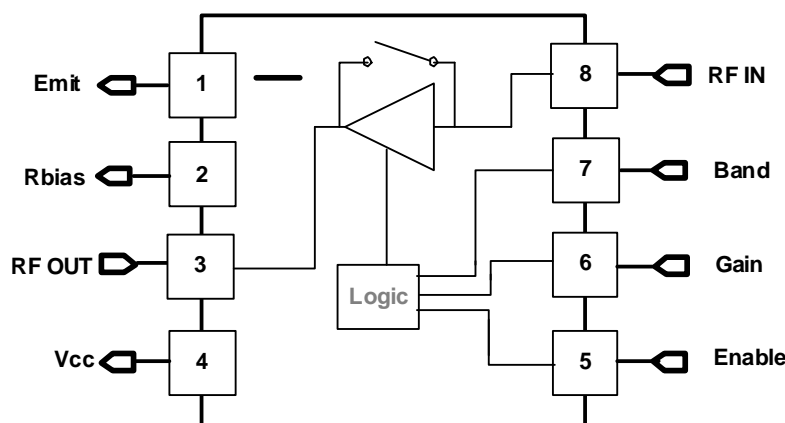 Emit 1 8 RF IN
Rbias 2 7 Band
RF OUT 3 6 Gain
Logic
Vcc 4 5 Enable